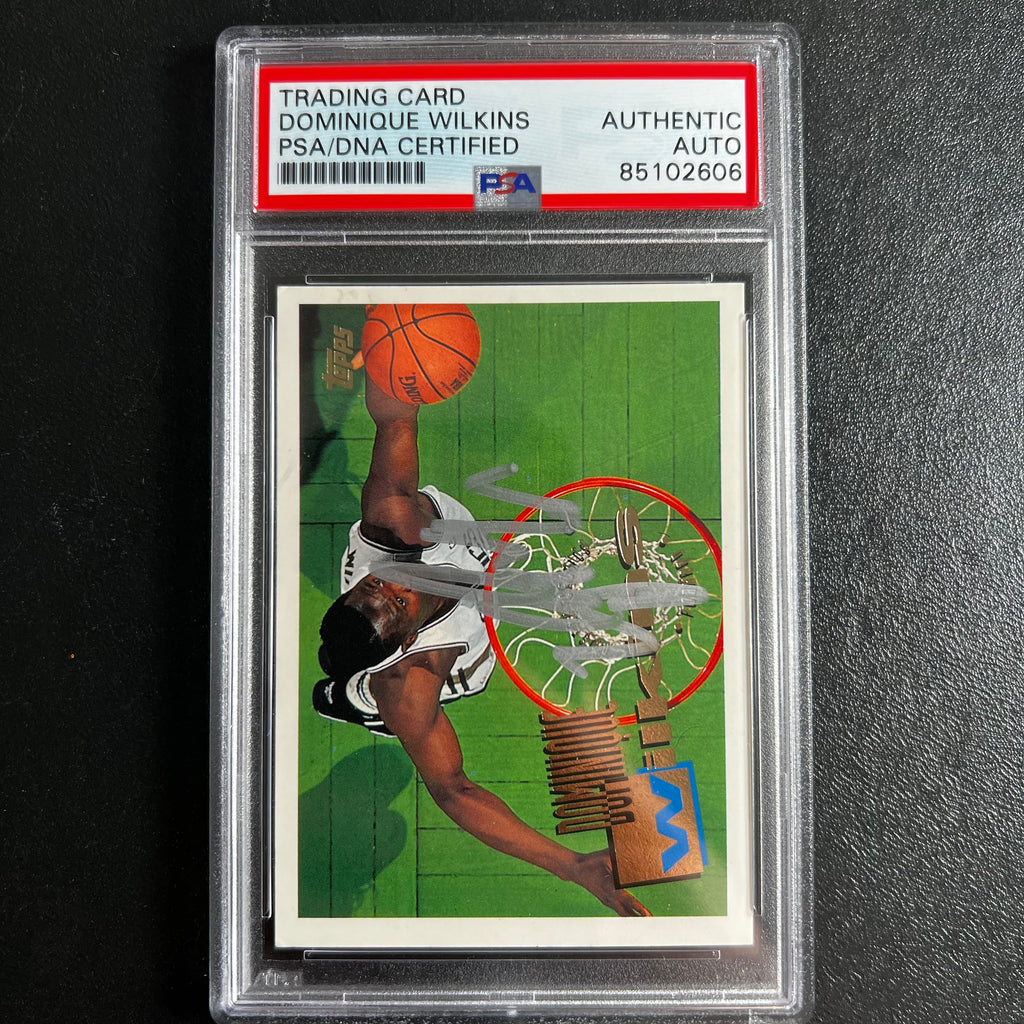 TRADING CARD
DOMINIQUE WILKINS
PSA/DNA CERTIFIED
AUTHENTIC
AUTO
85102606
PSA
topps
DOMINIQUE
WILKINS